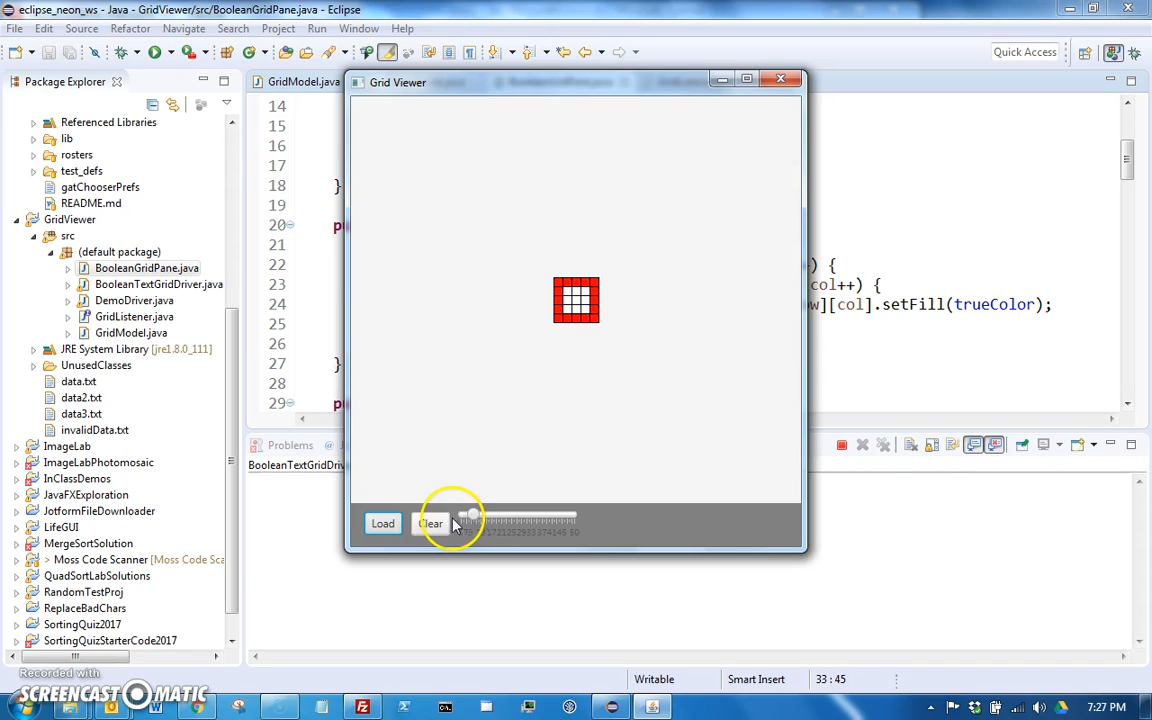 eclipse_neon_ws - Java - GridViewer/src/BooleanGridPane.java - Eclipse
File Edit Source Refactor Navigate Search Project Run Window Help
Quick Access
Package Explorer
GridModel.java
Grid Viewer
Referenced Libraries
lib
rosters
test_defs
gatChooserPrefs
README.md
GridViewer
src
(default package)
BooleanGridPane.java
BooleanTextGridDriver.java
DemoDriver.java
GridListener.java
GridModel.java
JRE System Library [jre1.8.0_111]
UnusedClasses
data.txt
data2.txt
data3.txt
invalidData.txt
ImageLab
ImageLabPhotomosaic
InClassDemos
JavaFXExploration
JotformFileDownloader
LifeGUI
MergeSortSolution
> Moss Code Scanner [Moss Code Sca
QuadSortLabSolutions
RandomTestProj
ReplaceBadChars
SortingQuiz2017
SortingQuizStarterCode2017
14
15
16
17
18 }
19
20 pu
21
22 ) {
23 col++) {
24 w][col].setFill(trueColor);
25
27 }
28
29
Load Clear
Problems @ J
BooleanTextGridDriv
Writable Smart Insert 33 : 45
Recorded with
SCREENCAST O MATIC
7:27 PM